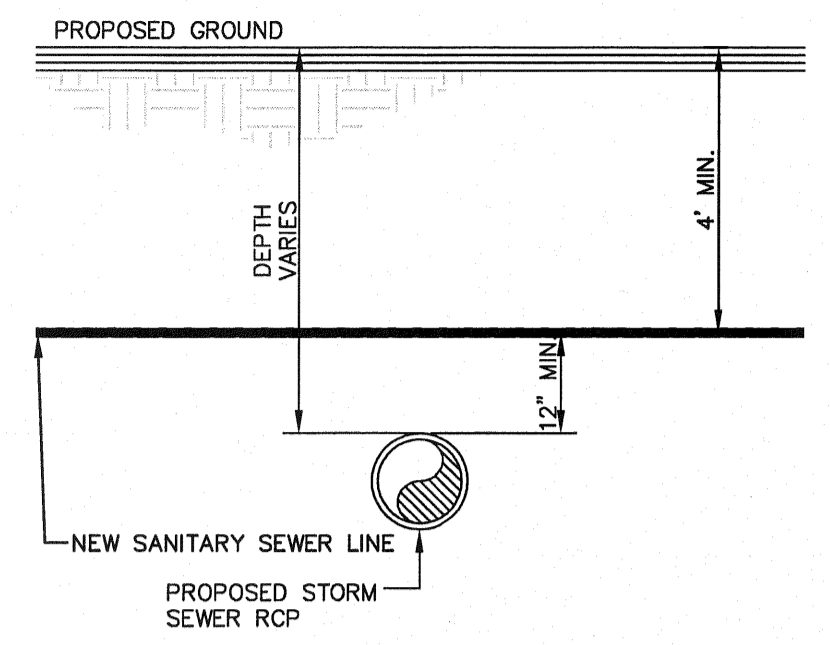 PROPOSED GROUND
DEPTH
VARIES
4' MIN.
12" MIN.
NEW SANITARY SEWER LINE
PROPOSED STORM
SEWER RCP